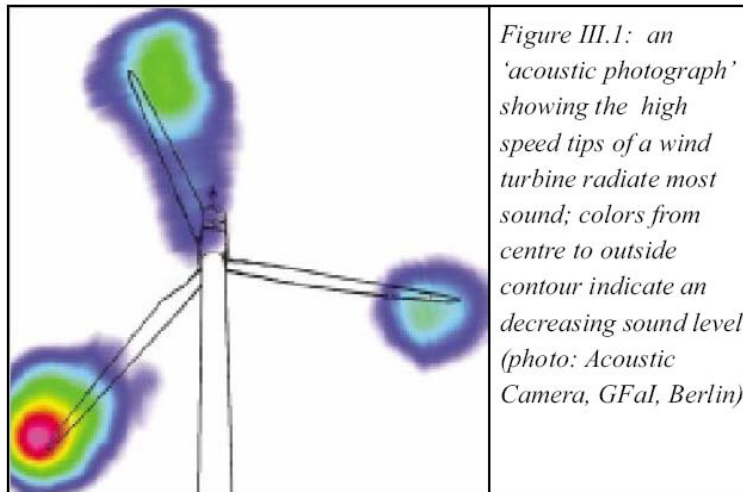 Figure III.1: an
‘acoustic photograph’
showing the high
speed tips of a wind
turbine radiate most
sound; colors from
centre to outside
contour indicate an
decreasing sound level
(photo: Acoustic
Camera, GFaI, Berlin)